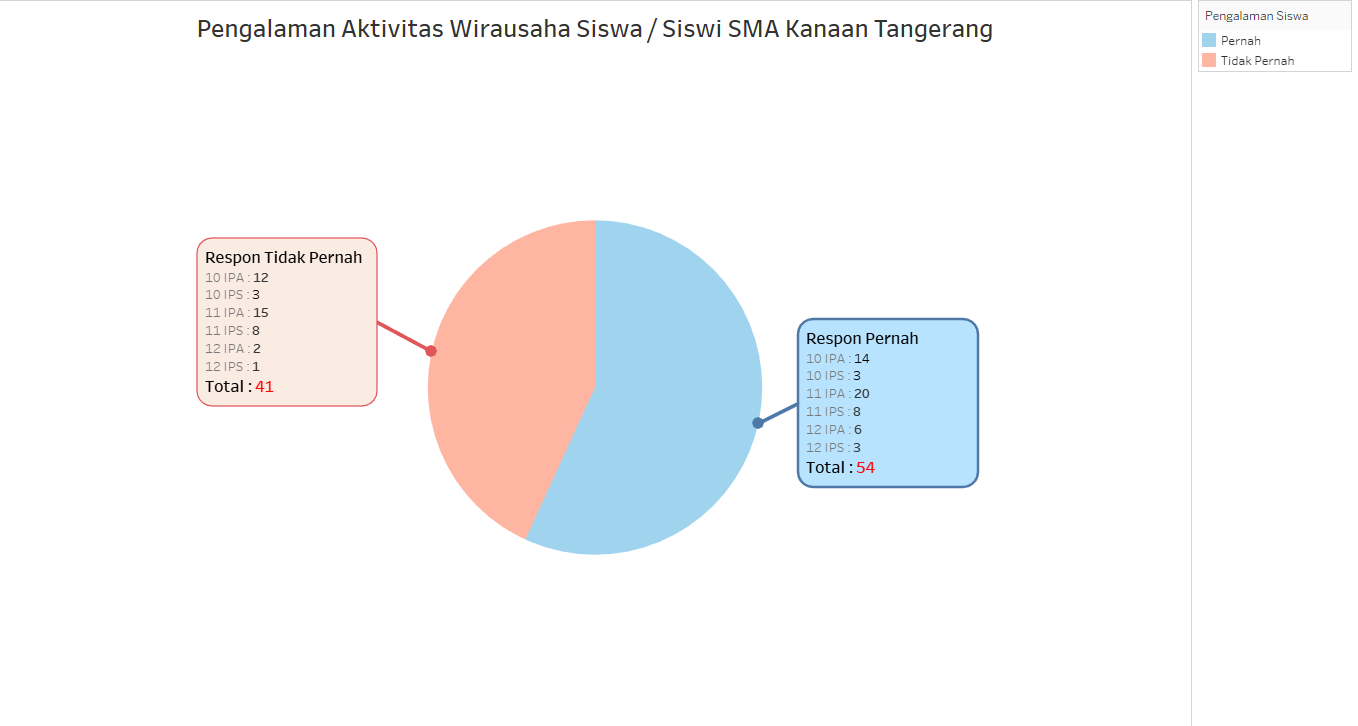 Pengalaman Aktivitas Wirausaha Siswa / Siswi SMA Kanaan Tangerang
Pengalaman Siswa
Pernah
Tidak Pernah
Respon Tidak Pernah
10 IPA : 12
10 IPS : 3
11 IPA : 15
11 IPS : 8
12 IPA : 2
12 IPS : 1
Total : 41
Respon Pernah
10 IPA : 14
10 IPS : 3
11 IPA : 20
11 IPS : 8
12 IPA : 6
12 IPS : 3
Total : 54